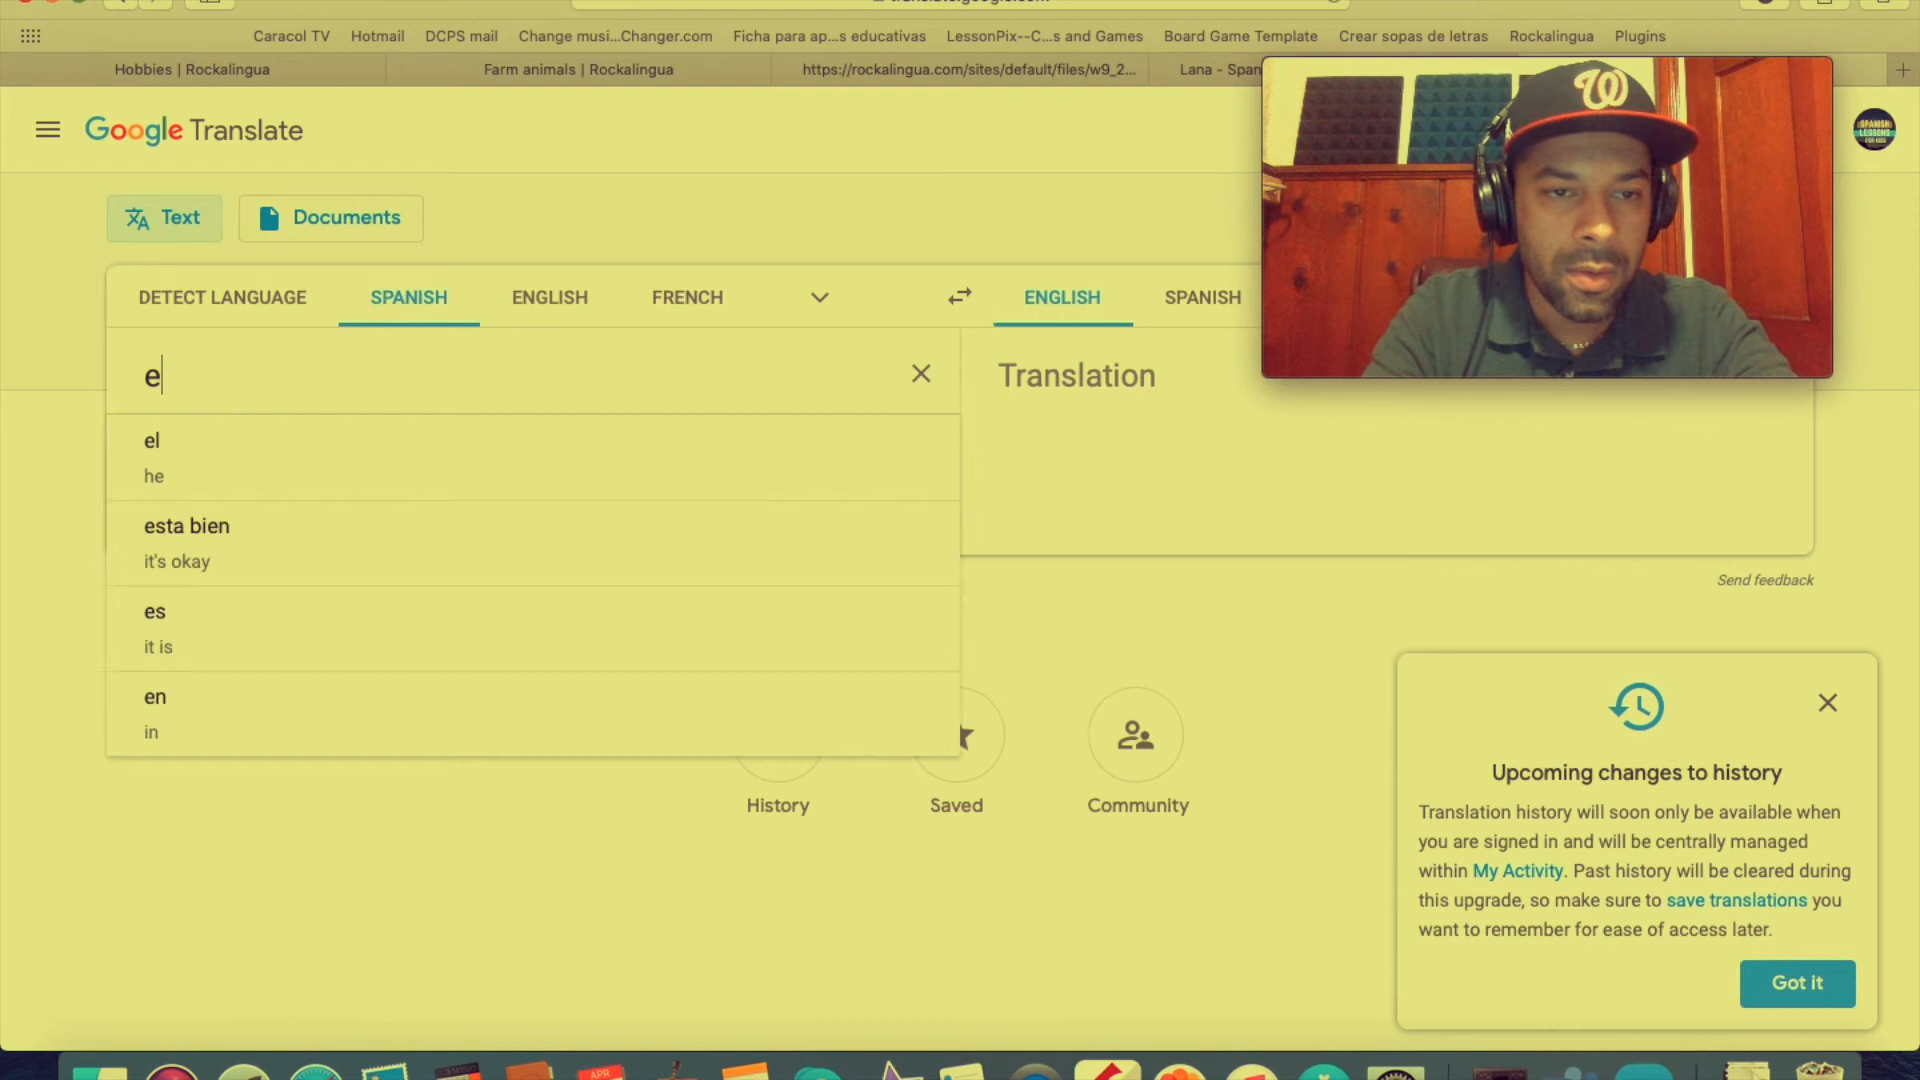 Caracol TV Hotmail DCPS mail Change musi...Changer.com Ficha para ap...s educativas LessonPix--C...s and Games Board Game Template Crear sopas de letras Rockalingua Plugins
Hobbies | Rockalingua Farm animals | Rockalingua https://rockalingua.com/sites/default/files/w9_2... Lana - Span
W
Google Translate
SPANISH
LESSONS
FOR KIDS
Text Documents
DETECT LANGUAGE SPANISH ENGLISH FRENCH ENGLISH SPANISH
e Translation
el
he
esta bien
it's okay
es
it is
en
in
Send feedback
History Saved Community
Upcoming changes to history
Translation history will soon only be available when
you are signed in and will be centrally managed
within My Activity. Past history will be cleared during
this upgrade, so make sure to save translations you
want to remember for ease of access later.
Got it
APR